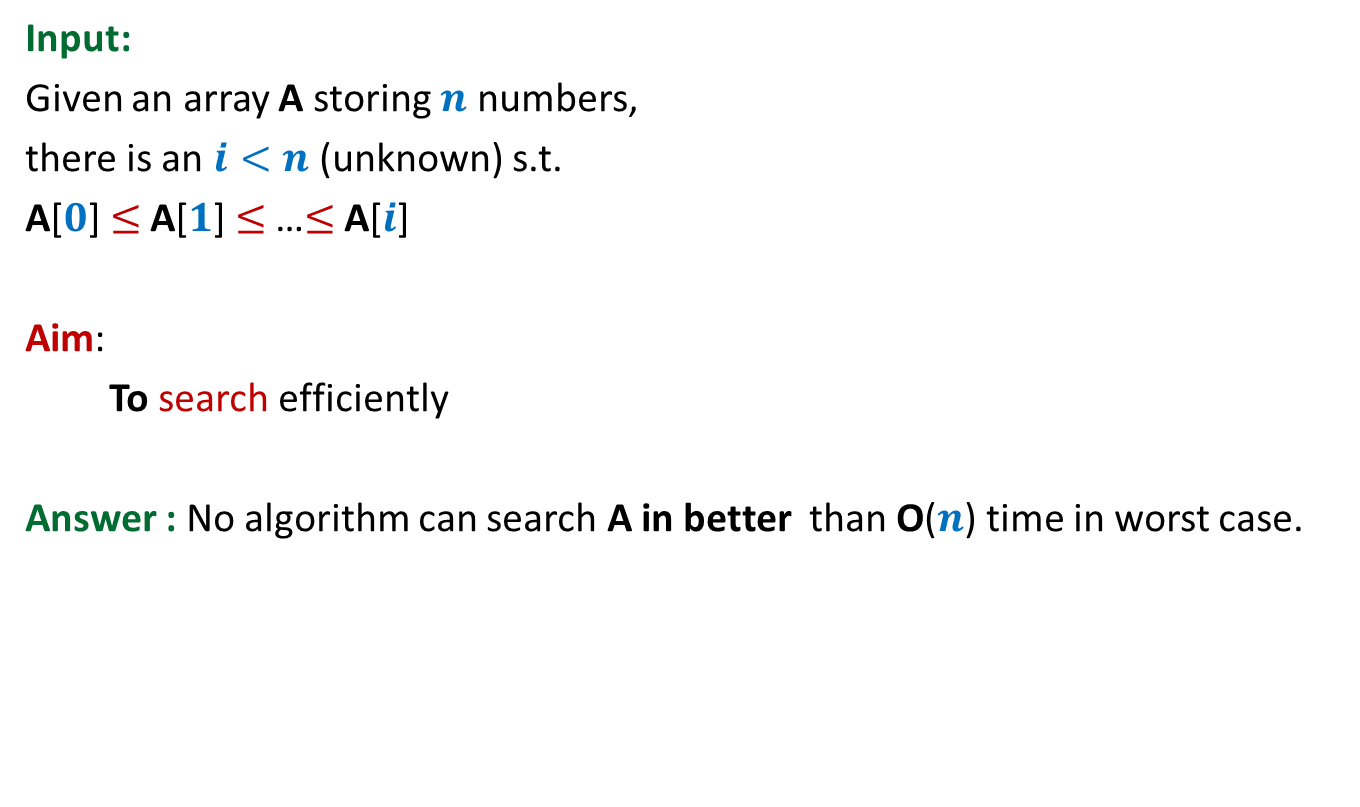 Input:
Given an array A storing n numbers,
there is an i < n (unknown) s.t.
A[0] ≤ A[1] ≤ …≤ A[i]
Aim:
To search efficiently
Answer : No algorithm can search A in better  than O(n) time in worst case.